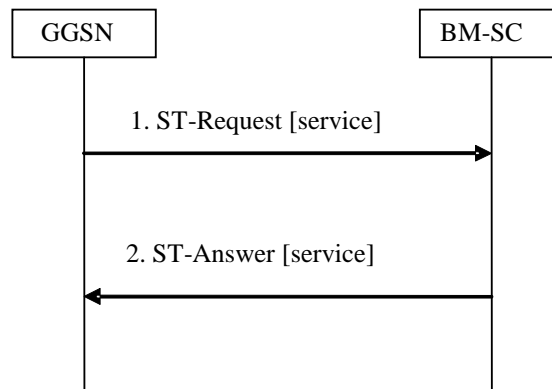 GGSN
BM-SC
1. ST-Request [service]
2. ST-Answer [service]